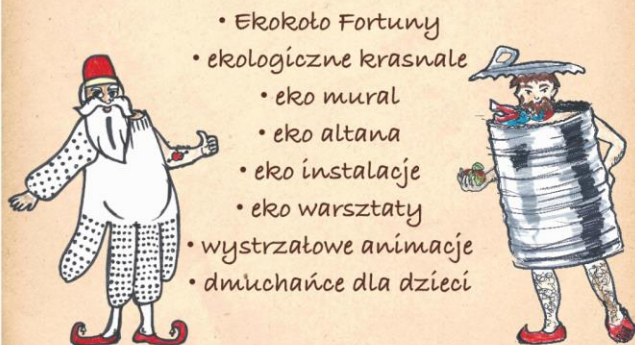 • Ekokoło Fortuny
• ekologiczne krasnale
• eko mural
• eko altana
• eko instalacje
• eko warsztaty
• wystrzałowe animacje
• dmuchańce dla dzieci